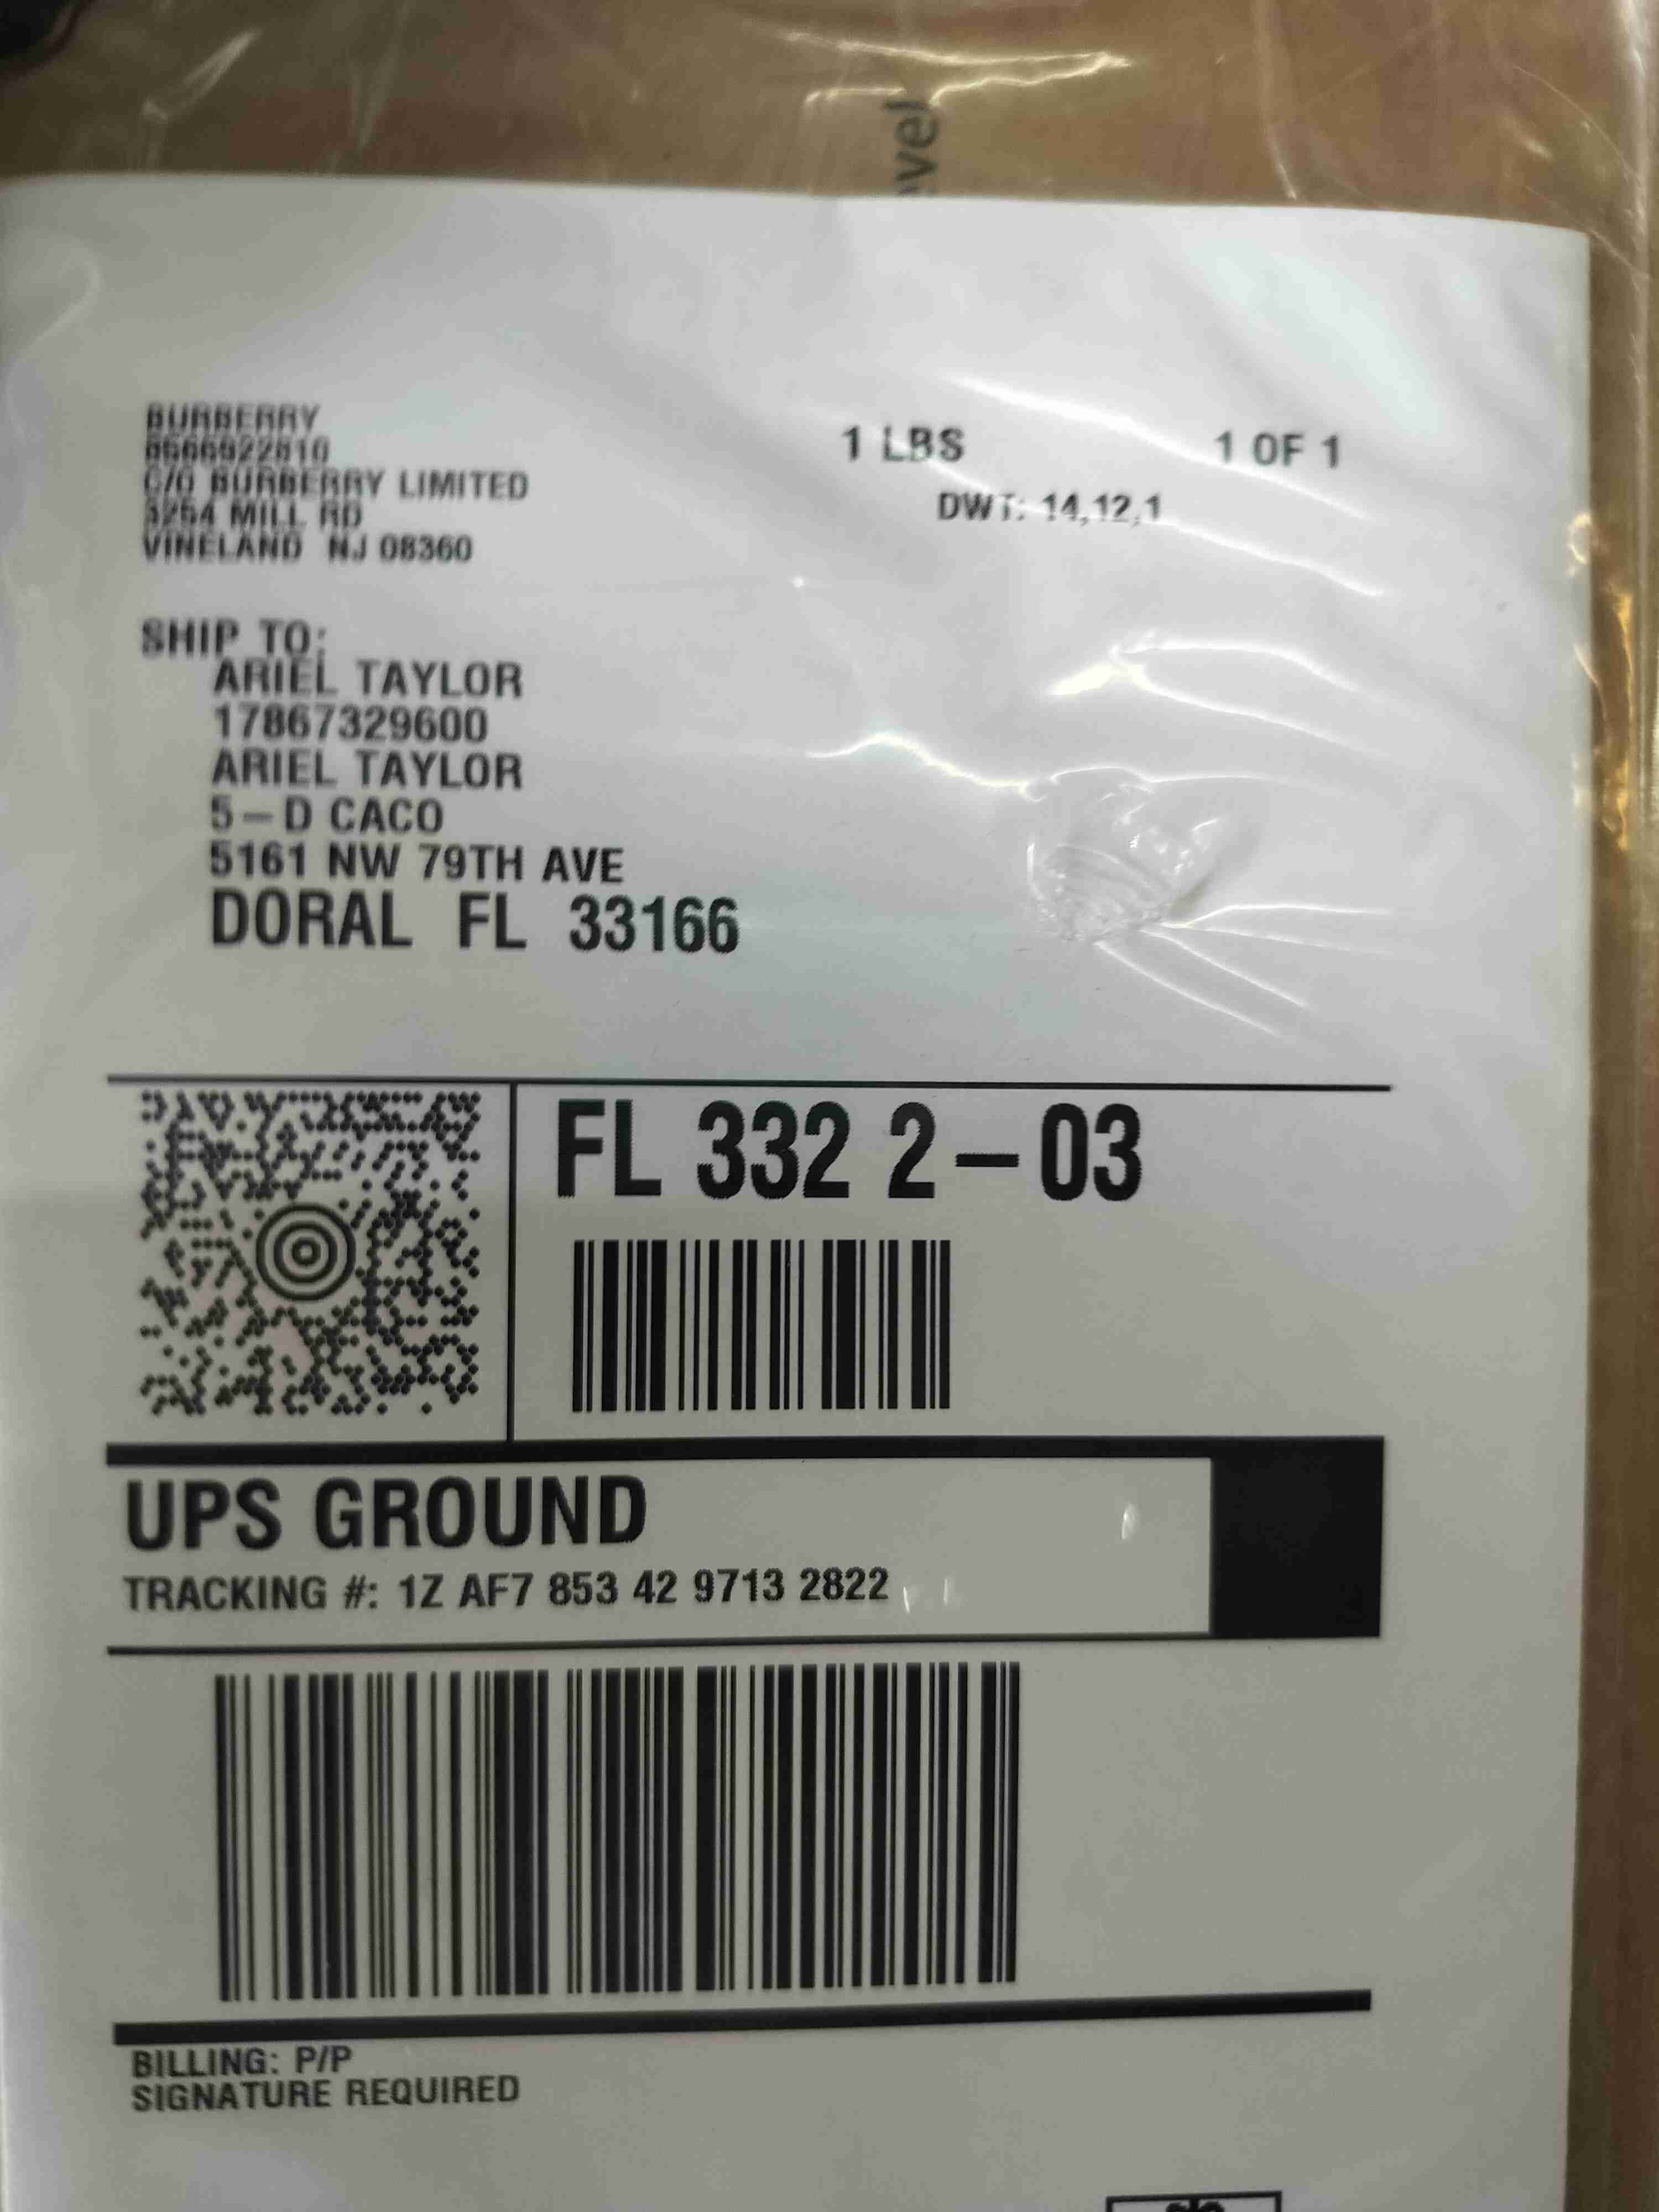 evel
BURBERRY
C/O BURBERRY LIMITED
3254 MILL RD
VINELAND NJ 08360
1 LBS 1 OF 1
DWT: 14,12,1
SHIP TO:
ARIEL TAYLOR
17867329600
ARIEL TAYLOR
5-D CACO
5161 NW 79TH AVE
DORAL FL 33166
FL 332 2-03
UPS GROUND
TRACKING #: 1Z AF7 853 42 9713 2822
BILLING: P/P
SIGNATURE REQUIRED